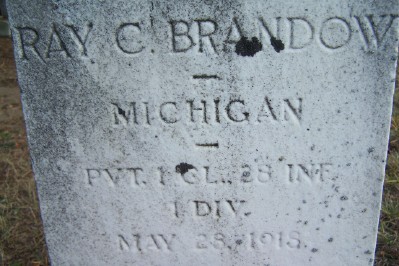 RAY C. BRANDOW
MICHIGAN
PVT. 1 CL., 28 INF.
1 DIV.
MAY 28, 1918.